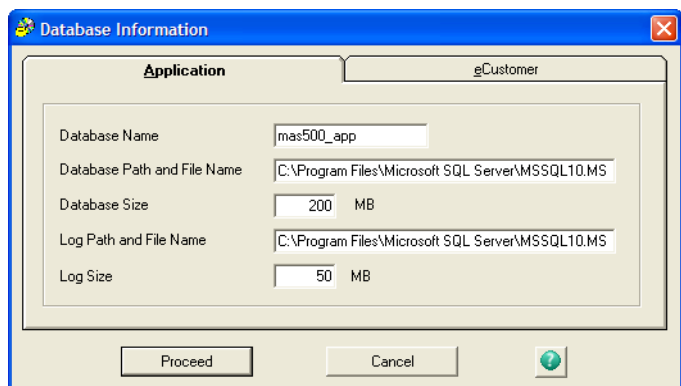 Database Information
Application
eCustomer
Database Name mas500_app
Database Path and File Name C:\Program Files\Microsoft SQL Server\MSSQL10.MS
Database Size 200 MB
Log Path and File Name C:\Program Files\Microsoft SQL Server\MSSQL10.MS
Log Size 50 MB
Proceed Cancel ?